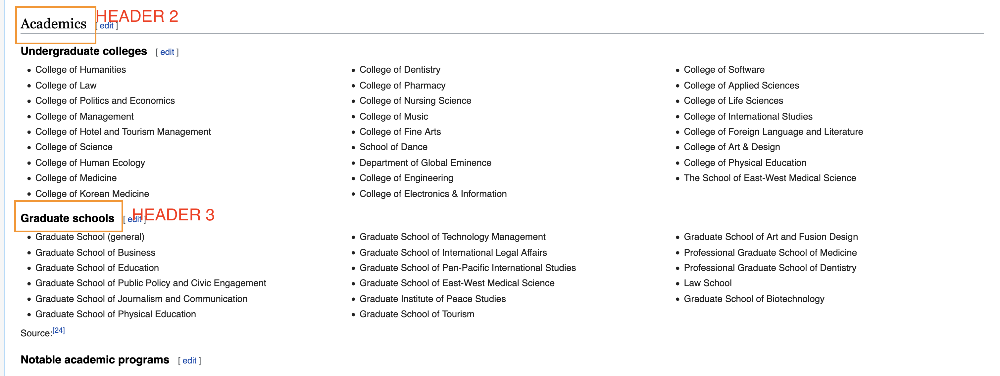 Academics [ edit ] HEADER 2
Undergraduate colleges [ edit ]
• College of Humanities
• College of Law
• College of Politics and Economics
• College of Management
• College of Hotel and Tourism Management
• College of Science
• College of Human Ecology
• College of Medicine
• College of Korean Medicine
• College of Dentistry
• College of Pharmacy
• College of Nursing Science
• College of Music
• College of Fine Arts
• School of Dance
• Department of Global Eminence
• College of Engineering
• College of Electronics & Information
• College of Software
• College of Applied Sciences
• College of Life Sciences
• College of International Studies
• College of Foreign Language and Literature
• College of Art & Design
• College of Physical Education
• The School of East-West Medical Science
Graduate schools [ edit ] HEADER 3
• Graduate School (general)
• Graduate School of Business
• Graduate School of Education
• Graduate School of Public Policy and Civic Engagement
• Graduate School of Journalism and Communication
• Graduate School of Physical Education
• Graduate School of Technology Management
• Graduate School of International Legal Affairs
• Graduate School of Pan-Pacific International Studies
• Graduate School of East-West Medical Science
• Graduate Institute of Peace Studies
• Graduate School of Tourism
• Graduate School of Art and Fusion Design
• Professional Graduate School of Medicine
• Professional Graduate School of Dentistry
• Law School
• Graduate School of Biotechnology
Source:[24]
Notable academic programs [ edit ]